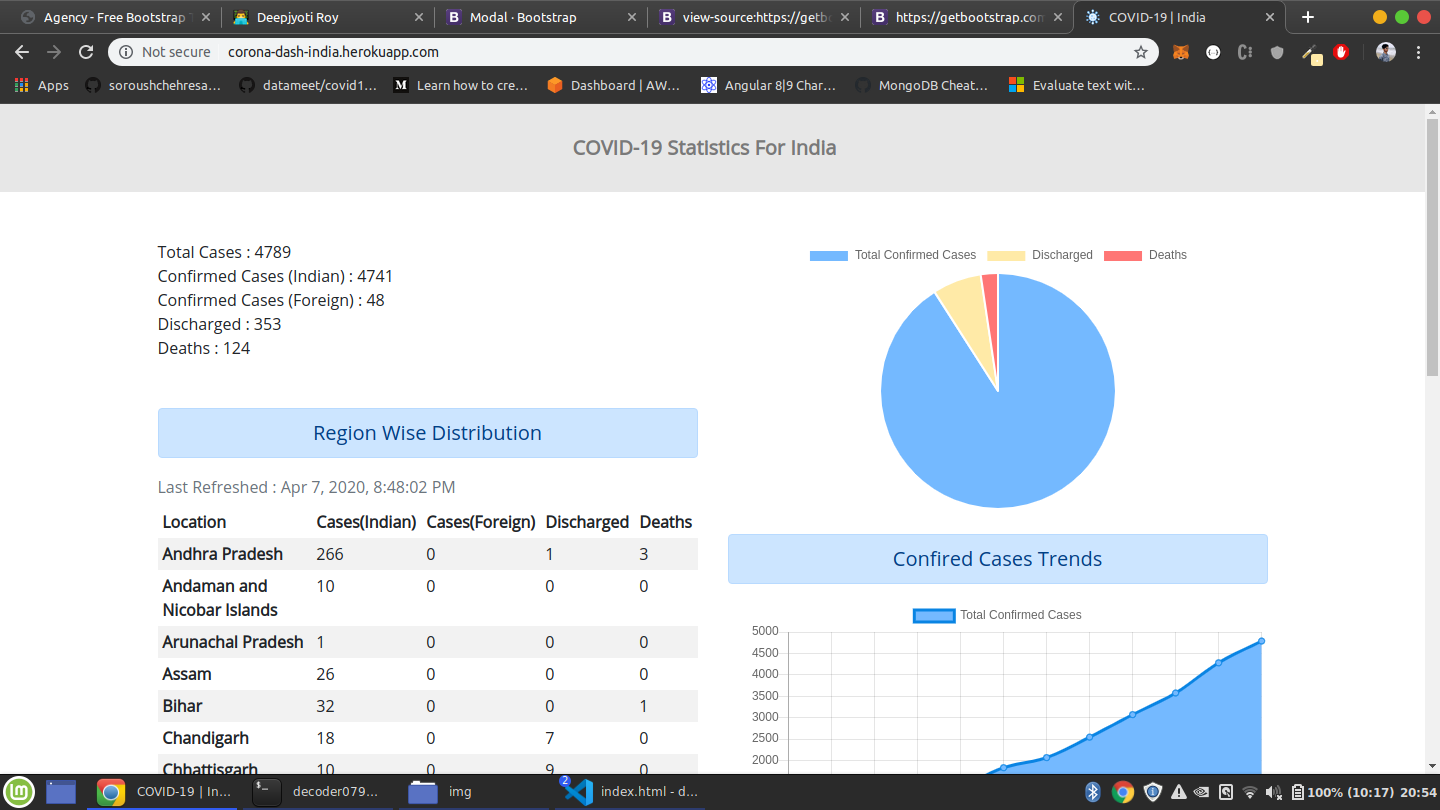 Agency - Free Bootstrap T
Deepjyoti Roy
Modal · Bootstrap
view-source:https://getbo
https://getbootstrap.com
COVID-19 | India
Not secure
corona-dash-india.herokuapp.com
Apps
soroushchehresa...
datameet/covid1...
Learn how to cre...
Dashboard | AW...
Angular 8|9 Char...
MongoDB Cheat...
Evaluate text wit...
COVID-19 Statistics For India
Total Cases : 4789
Confirmed Cases (Indian) : 4741
Confirmed Cases (Foreign) : 48
Discharged : 353
Deaths : 124
Total Confirmed Cases Discharged Deaths
Region Wise Distribution
Last Refreshed : Apr 7, 2020, 8:48:02 PM
Location Cases(Indian) Cases(Foreign) Discharged Deaths
Andhra Pradesh 266 0 1 3
Andaman and
Nicobar Islands 10 0 0 0
Arunachal Pradesh 1 0 0 0
Assam 26 0 0 0
Bihar 32 0 0 1
Chandigarh 18 0 7 0
Chhattisgarh 10 0 9 0
Confired Cases Trends
Total Confirmed Cases
5000
4500
4000
3500
3000
2500
2000
COVID-19 | In...
decoder079...
img
2
index.html - d...
100% (10:17) 20:54